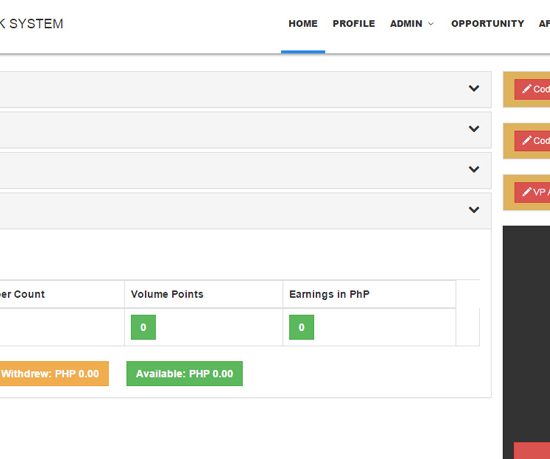 K SYSTEM
HOME PROFILE ADMIN OPPORTUNITY AF
Cod
Cod
VP A
er Count Volume Points Earnings in PhP
0 0
Withdrew: PHP 0.00 Available: PHP 0.00